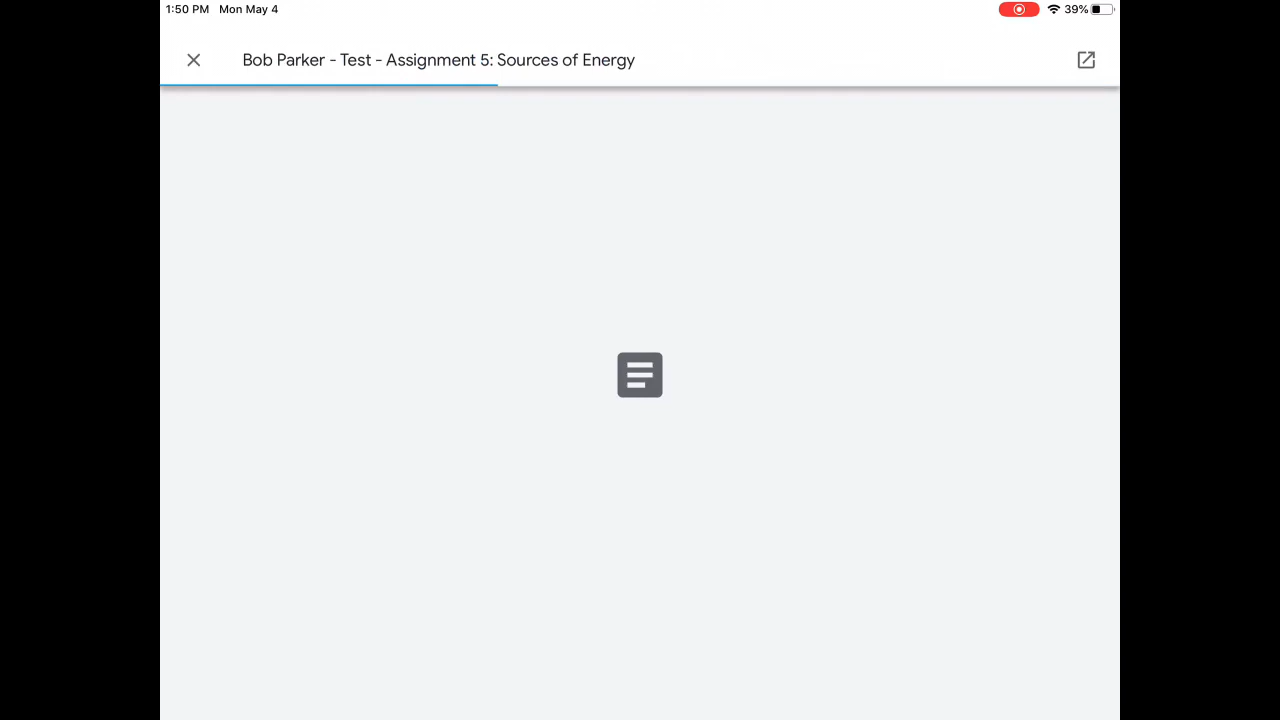 1:50 PM Mon May 4
39%
Bob Parker - Test - Assignment 5: Sources of Energy